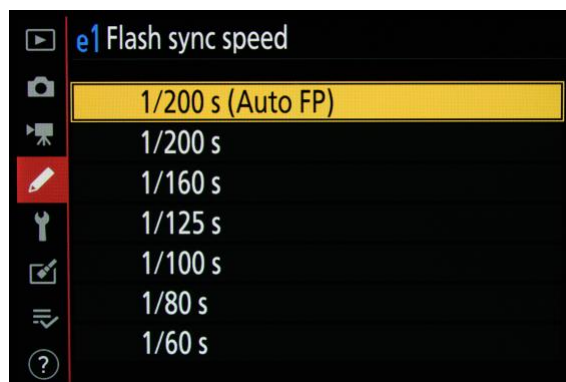 e1 Flash sync speed
1/200 s (Auto FP)
1/200 s
1/160 s
1/125 s
1/100 s
1/80 s
1/60 s
?